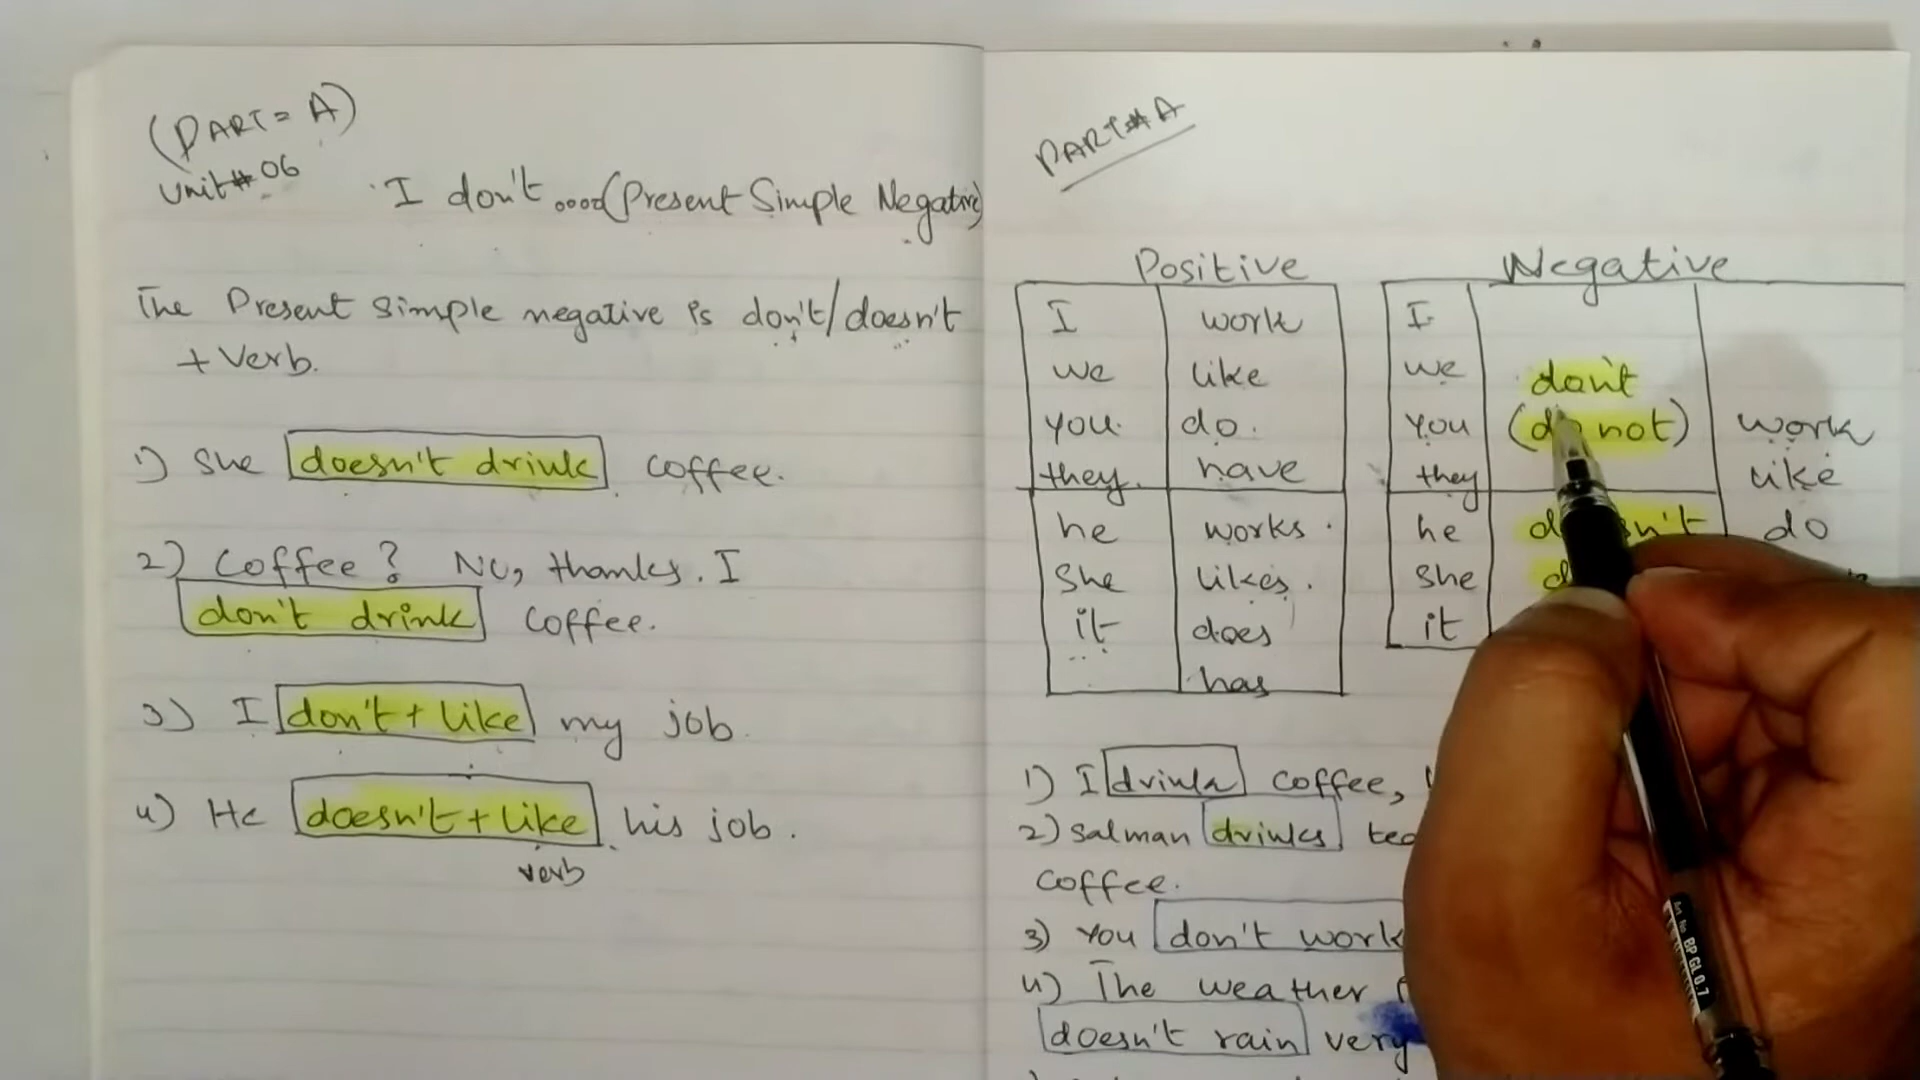 (PART = A)
Unit # 06
I don't ....(Present Simple Negative)
The Present Simple negative is don't/doesn't
+ Verb.
1) She doesn't drink coffee.
2) Coffee? No, thanks. I
don't drink coffee.
3) I don't + like my job.
4) He doesn't + like his job.
verb
PART # A
Positive
I work
we like
you do.
they have
he works
She likes
it does
has
Negative
I
we don't
you (do not) work
they like
he do
She
it
1) I drink coffee,
2) Salman drinks
coffee.
3) You don't work
4) The weather
doesn't rain very
BP GL 0.7